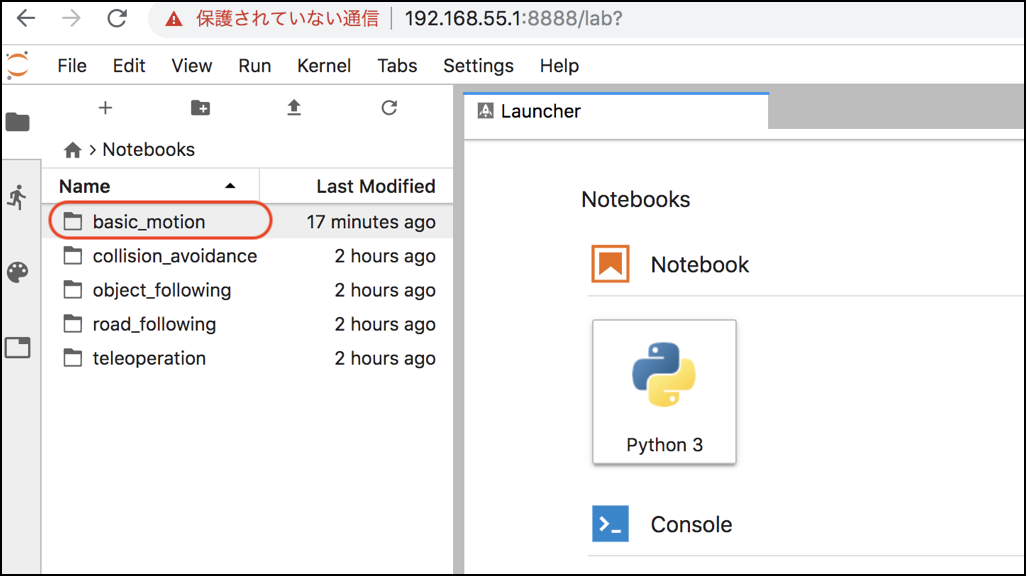 保護されていない通信 | 192.168.55.1:8888/lab?
File Edit View Run Kernel Tabs Settings Help
Launcher
> Notebooks
Name Last Modified
basic_motion 17 minutes ago
collision_avoidance 2 hours ago
object_following 2 hours ago
road_following 2 hours ago
teleoperation 2 hours ago
Notebooks
Notebook
Python 3
Console